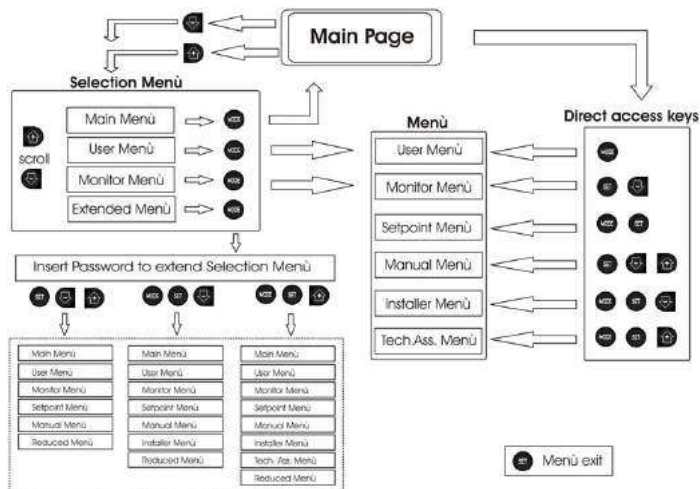 Main Page
Selection Menù
Main Menù
MODE
User Menù
MODE
scroll
Monitor Menù
MODE
Extended Menù
MODE
Menù
User Menù
Monitor Menù
Setpoint Menù
Manual Menù
Installer Menù
Tech.Ass. Menù
Direct access keys
MODE
SET
MODE SET
SET
MODE SET
MODE SET
Insert Password to extend Selection Menù
SET MODE SET MODE SET
Main Menù
User Menù
Monitor Menù
Setpoint Menù
Manual Menù
Reduced Menù
Main Menù
User Menù
Monitor Menù
Setpoint Menù
Manual Menù
Installer Menù
Reduced Menù
Main Menù
User Menù
Monitor Menù
Setpoint Menù
Manual Menù
Installer Menù
Tech. Ass. Menù
Reduced Menù
SET Menù exit